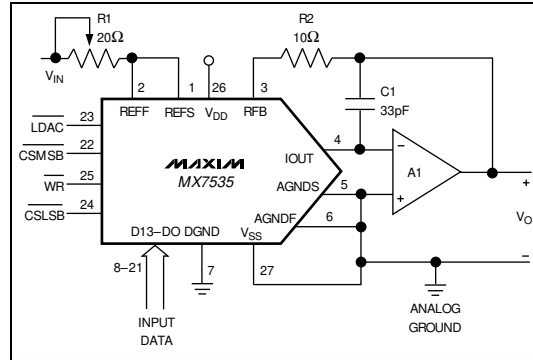 R1
20Ω
R2
10Ω
VIN
2
1
26
3
REFF
REFS
VDD
RFB
C1
33pF
LDAC
23
CSMSB
22
WR
25
CSLSB
24
MAXIM
MX7535
IOUT
4
AGNDS
5
AGNDF
6
D13–DO
DGND
VSS
8–21
7
27
−
+
A1
+
VO
−
INPUT
DATA
ANALOG
GROUND